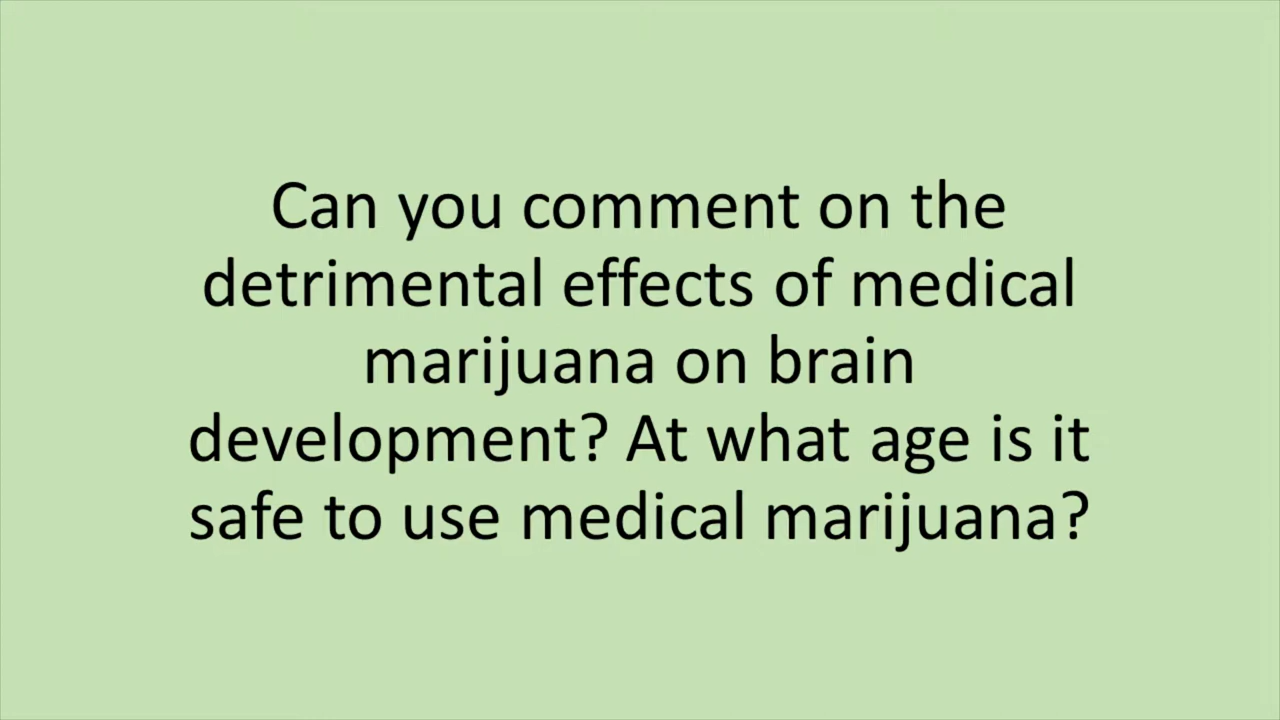 Can you comment on the
detrimental effects of medical
marijuana on brain
development? At what age is it
safe to use medical marijuana?